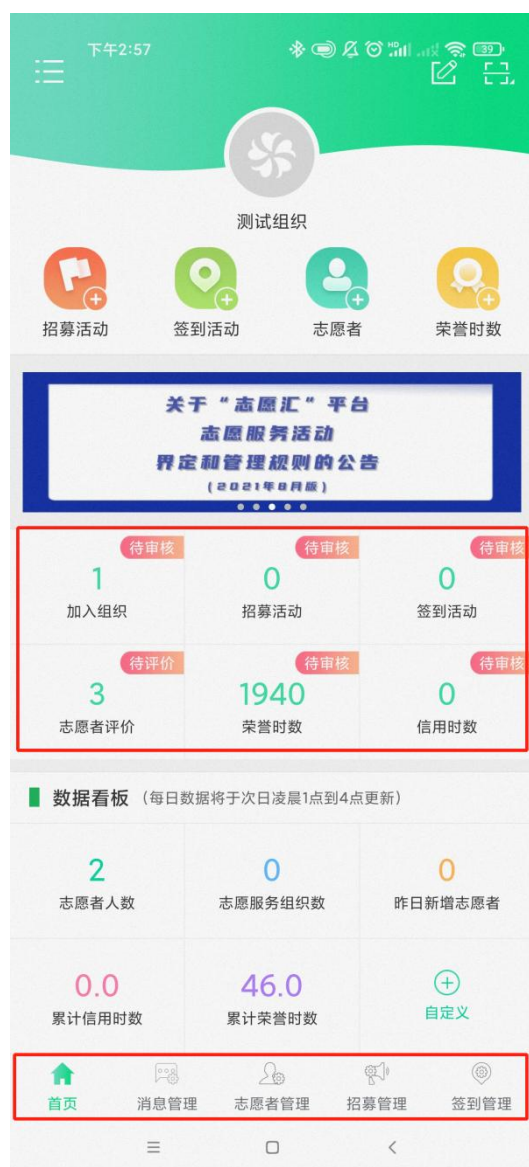 下午2:57
HD
39
测试组织
招募活动 签到活动 志愿者 荣誉时数
关于“志愿汇”平台
志愿服务活动
界定和管理规则的公告
(2021年8月版)
待审核 待审核 待审核
1 0 0
加入组织 招募活动 签到活动
待评价 待审核 待审核
3 1940 0
志愿者评价 荣誉时数 信用时数
数据看板 (每日数据将于次日凌晨1点到4点更新)
2 0 0
志愿者人数 志愿服务组织数 昨日新增志愿者
0.0 46.0
累计信用时数 累计荣誉时数 自定义
首页 消息管理 志愿者管理 招募管理 签到管理